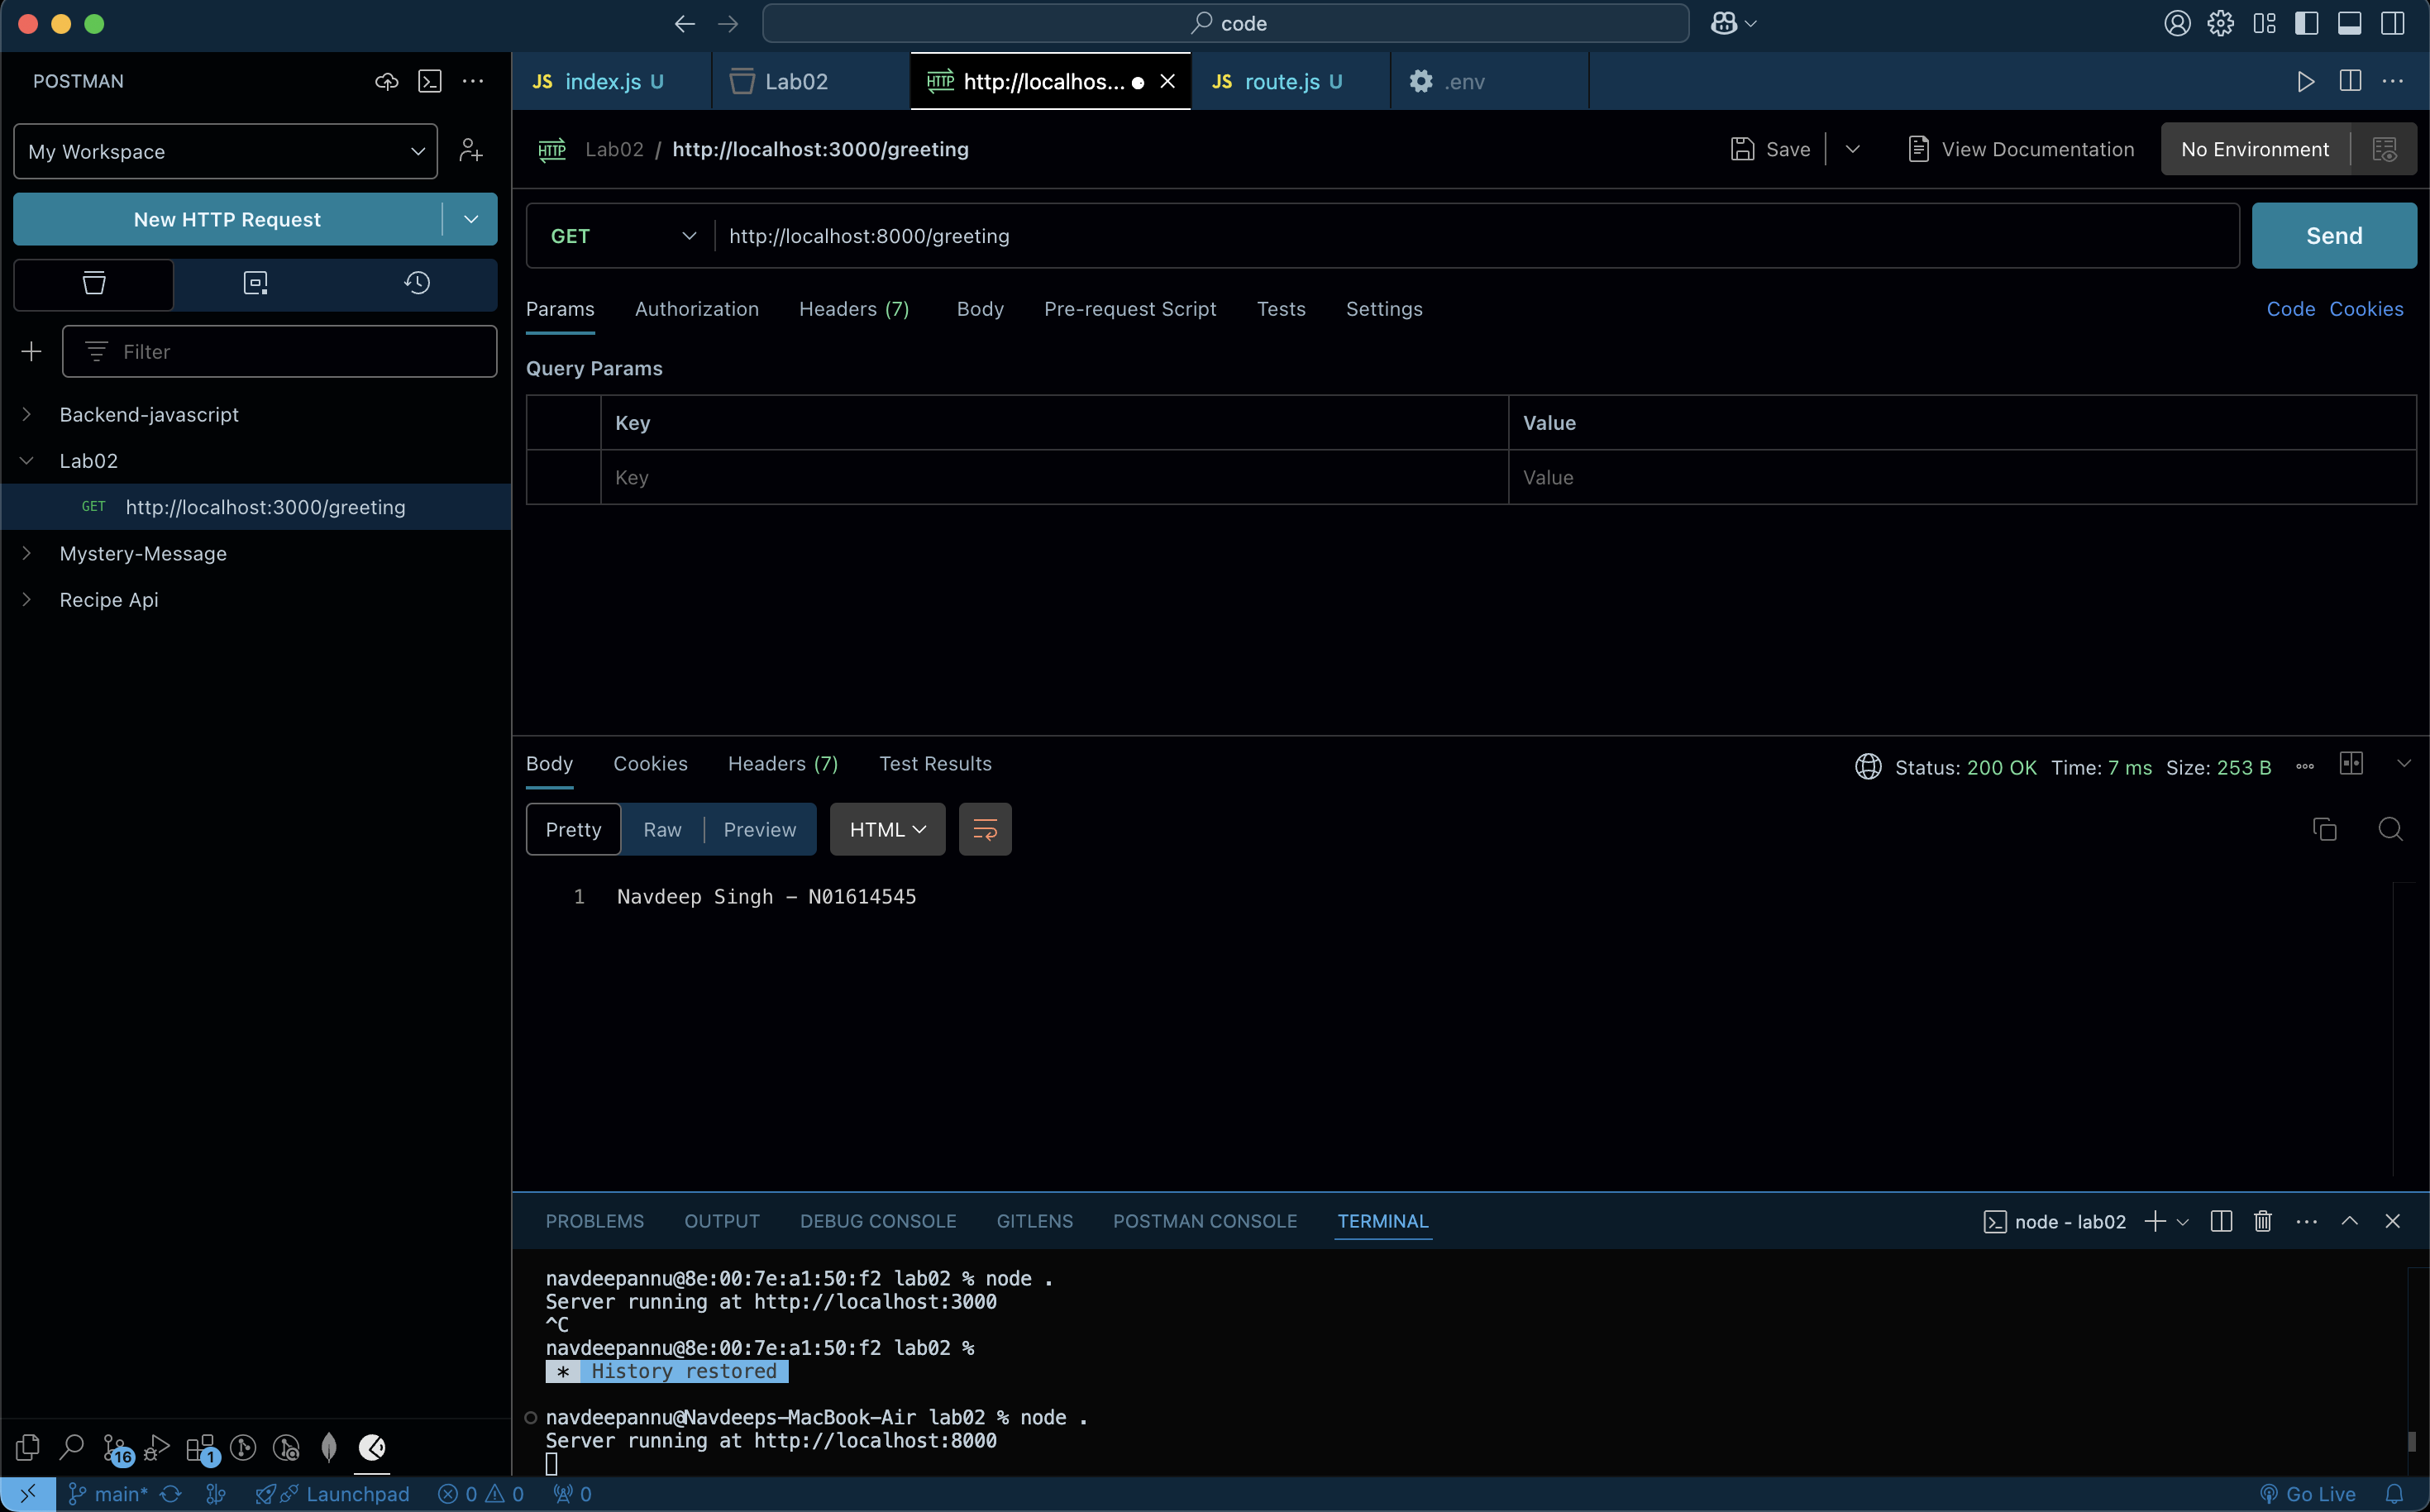 code
POSTMAN
My Workspace
New HTTP Request
Filter
Backend-javascript
Lab02
GET http://localhost:3000/greeting
Mystery-Message
Recipe Api
JS index.js U
Lab02
HTTP http://localhos...
JS route.js U
.env
HTTP Lab02 / http://localhost:3000/greeting
Save
View Documentation
No Environment
GET http://localhost:8000/greeting
Send
Params Authorization Headers (7) Body Pre-request Script Tests Settings
Code Cookies
Query Params
Key Value
Key Value
Body Cookies Headers (7) Test Results
Status: 200 OK Time: 7 ms Size: 253 B
Pretty Raw Preview HTML
1 Navdeep Singh - N01614545
PROBLEMS OUTPUT DEBUG CONSOLE GITLENS POSTMAN CONSOLE TERMINAL
node - lab02
navdeepannu@8e:00:7e:a1:50:f2 lab02 % node .
Server running at http://localhost:3000
^C
navdeepannu@8e:00:7e:a1:50:f2 lab02 %
* History restored
navdeepannu@Navdeeps-MacBook-Air lab02 % node .
Server running at http://localhost:8000
16
1
main* Launchpad 0 0 0
Go Live